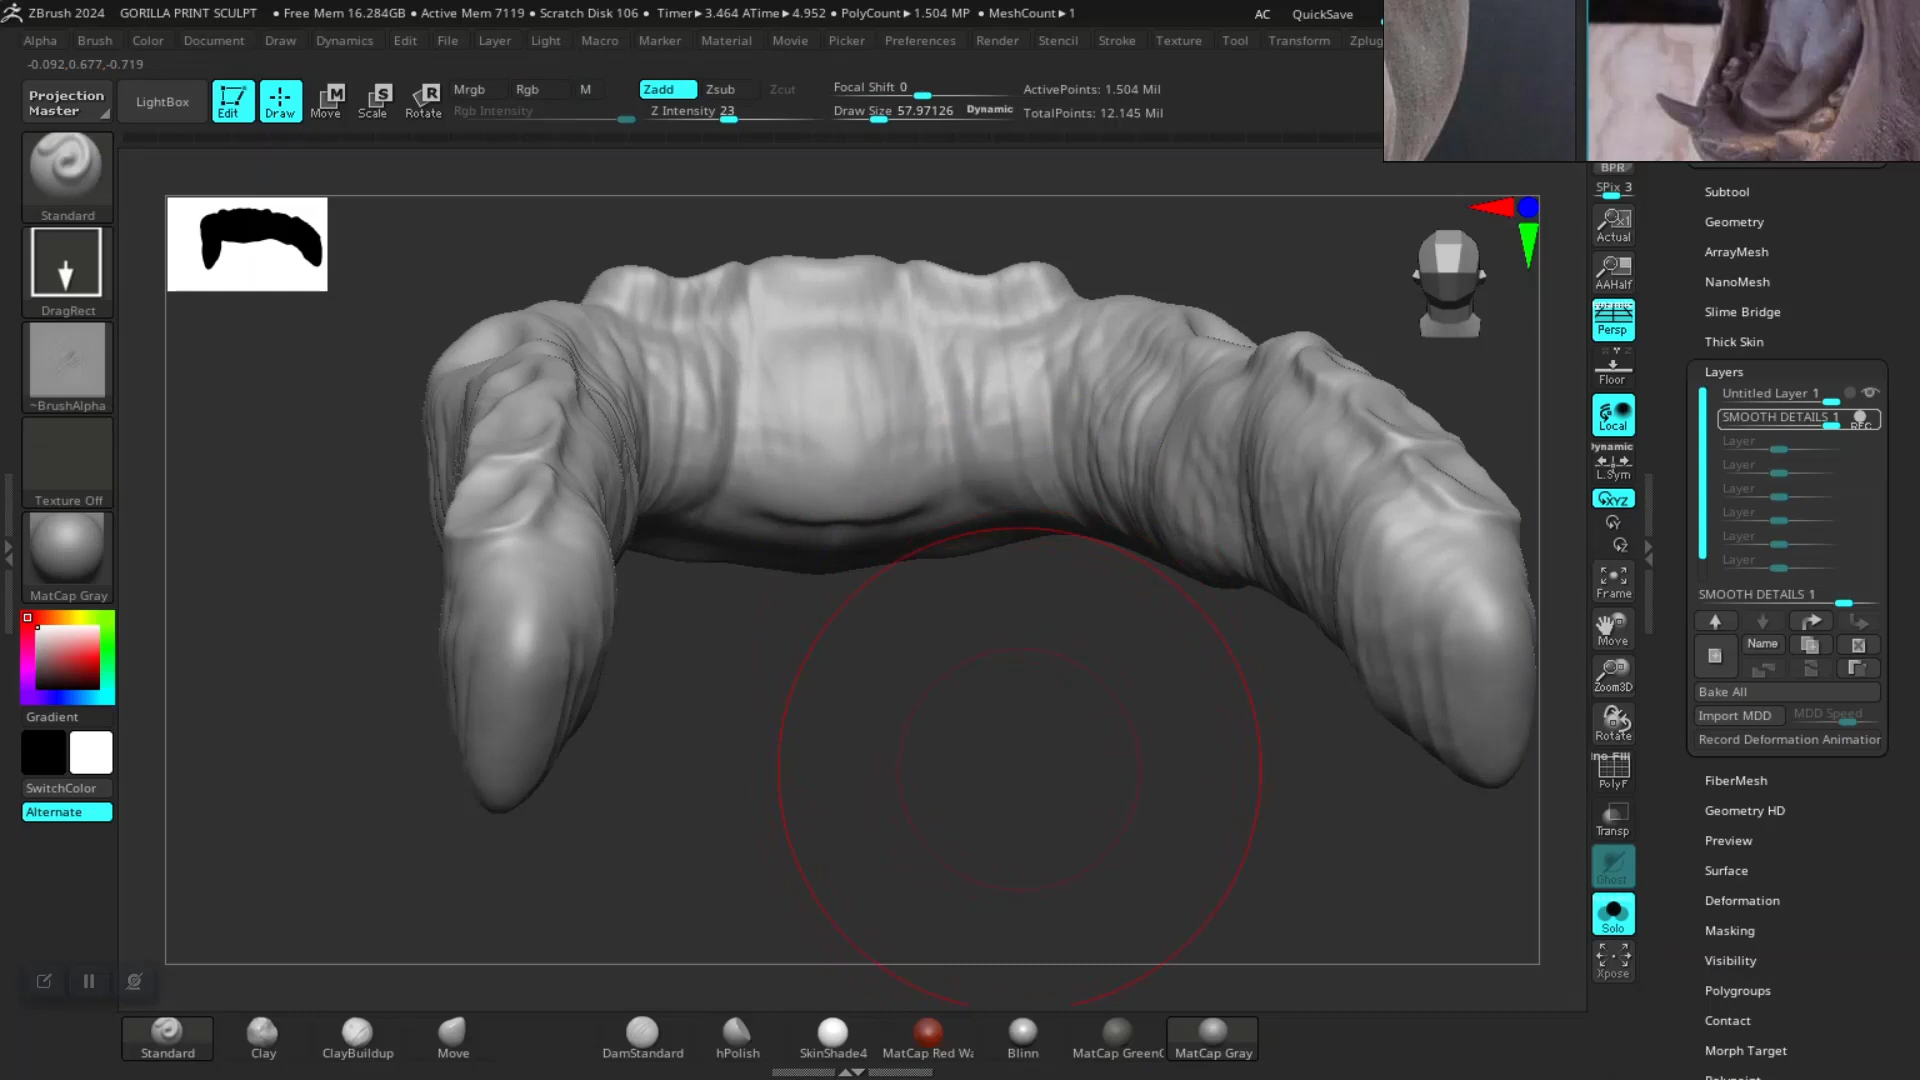 ZBrush 2024 GORILLA PRINT SCULPT • Free Mem 16.284GB • Active Mem 7119 • Scratch Disk 106 • Timer▸3.464 ATime▸4.952 • PolyCount▸1.504 MP • MeshCount▸1 AC QuickSave
Alpha Brush Color Document Draw Dynamics Edit File Layer Light Macro Marker Material Movie Picker Preferences Render Stencil Stroke Texture Tool Transform Zplug
-0.092,0.677,-0.719
Projection Master
LightBox
Edit
Draw
Move
Scale
Rotate
Mrgb Rgb M
Rgb Intensity
Zadd Zsub Zcut
Z Intensity 23
Focal Shift 0
Draw Size 57.97126 Dynamic
ActivePoints: 1.504 Mil
TotalPoints: 12.145 Mil
Standard
DragRect
~BrushAlpha
Texture Off
MatCap Gray
Gradient
SwitchColor
Alternate
BPR
SPix 3
Actual
AAHalf
Persp
Floor
Local
Dynamic
L.Sym
XYZ
Frame
Move
Zoom3D
Rotate
PolyF
Transp
Ghost
Solo
Xpose
Subtool
Geometry
ArrayMesh
NanoMesh
Slime Bridge
Thick Skin
Layers
Untitled Layer 1
SMOOTH DETAILS 1
REC
Layer
Layer
Layer
Layer
Layer
Layer
SMOOTH DETAILS 1
Name
Bake All
Import MDD MDD Speed
Record Deformation Animation
FiberMesh
Geometry HD
Preview
Surface
Deformation
Masking
Visibility
Polygroups
Contact
Morph Target
Standard Clay ClayBuildup Move DamStandard hPolish SkinShade4 MatCap Red Wa Blinn MatCap GreenC MatCap Gray